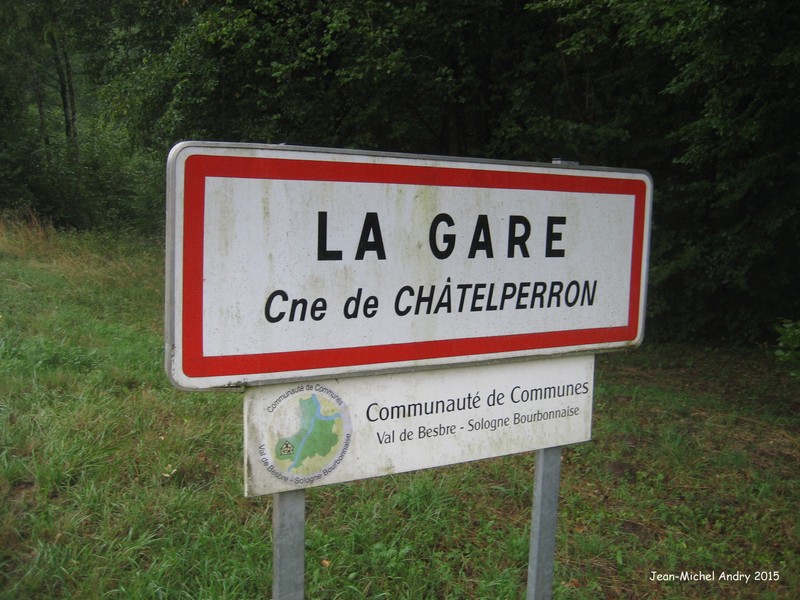 LA GARE
Cne de CHÂTELPERRON
Communauté de Communes
Val de Besbre - Sologne Bourbonnaise
Communauté de Communes
Val de Besbre - Sologne Bourbonnaise
Jean-Michel Andry 2015